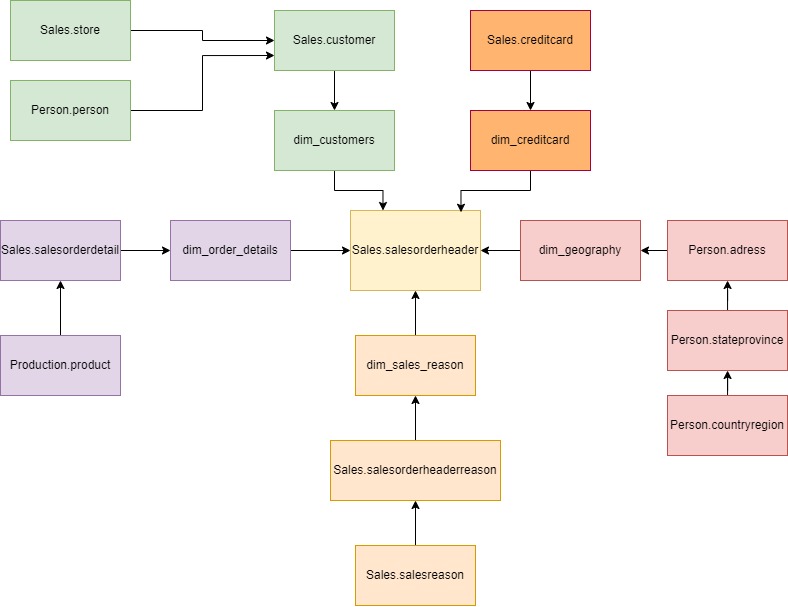 Sales.store
Sales.customer
Sales.creditcard
Person.person
dim_customers
dim_creditcard
Sales.salesorderdetail
dim_order_details
Sales.salesorderheader
dim_geography
Person.adress
Production.product
dim_sales_reason
Person.stateprovince
Person.countryregion
Sales.salesorderheaderreason
Sales.salesreason